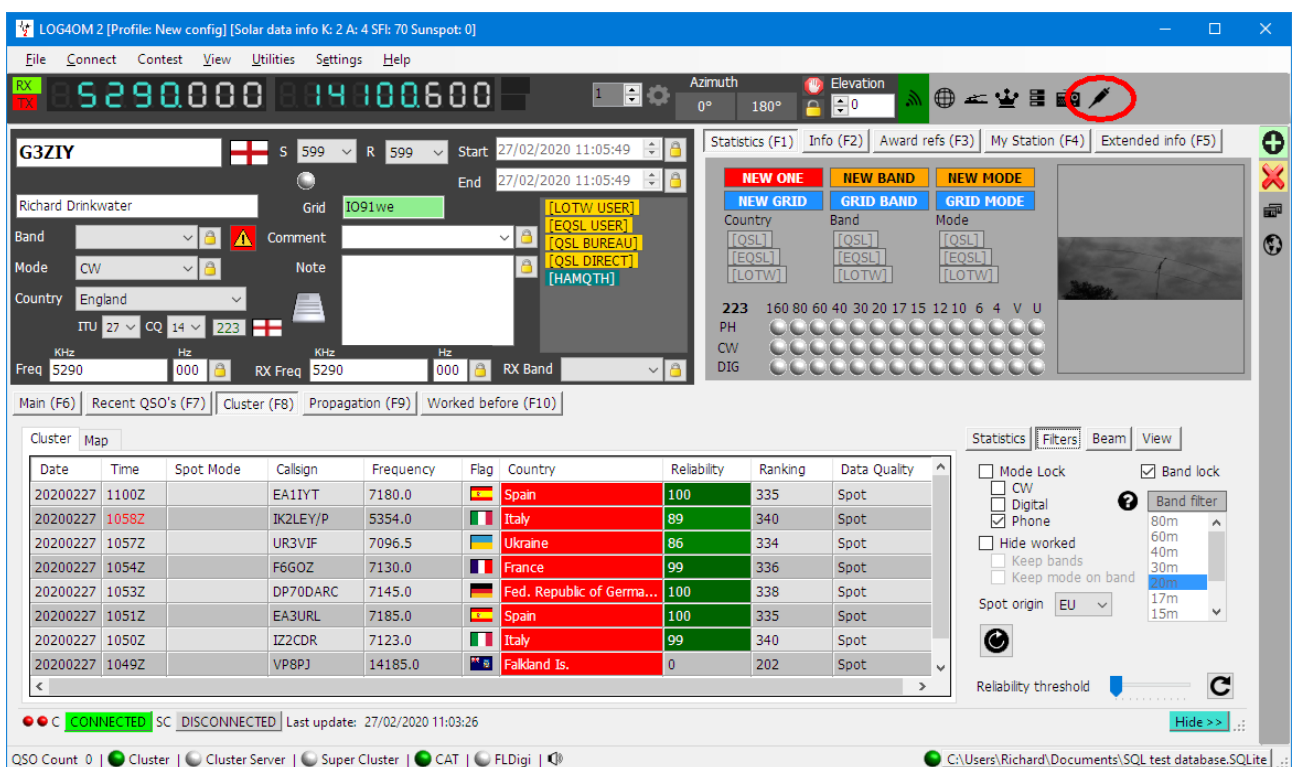 LOG4OM 2 [Profile: New config] [Solar data info K: 2 A: 4 SFI: 70 Sunspot: 0]
File Connect Contest View Utilities Settings Help
RX TX 5290.000 14100.600 1 Azimuth 0° 180° Elevation 0
G3ZIY S 599 R 599 Start 27/02/2020 11:05:49
End 27/02/2020 11:05:49
Richard Drinkwater Grid IO91we
Band Comment
Mode CW Note
Country England
ITU 27 CQ 14 223
KHz Hz KHz Hz
Freq 5290 000 RX Freq 5290 000 RX Band
[LOTW USER]
[EQSL USER]
[QSL BUREAU]
[QSL DIRECT]
[HAMQTH]
Statistics (F1) Info (F2) Award refs (F3) My Station (F4) Extended info (F5)
NEW ONE NEW BAND NEW MODE
NEW GRID GRID BAND GRID MODE
Country Band Mode
[QSL] [QSL] [QSL]
[EQSL] [EQSL] [EQSL]
[LOTW] [LOTW] [LOTW]
223 160 80 60 40 30 20 17 15 12 10 6 4 V U
PH
CW
DIG
Main (F6) Recent QSO's (F7) Cluster (F8) Propagation (F9) Worked before (F10)
Cluster Map
Date Time Spot Mode Callsign Frequency Flag Country Reliability Ranking Data Quality
20200227 1100Z EA1IYT 7180.0 Spain 100 335 Spot
20200227 1058Z IK2LEY/P 5354.0 Italy 89 340 Spot
20200227 1057Z UR3VIF 7096.5 Ukraine 86 334 Spot
20200227 1054Z F6GOZ 7130.0 France 99 336 Spot
20200227 1053Z DP70DARC 7145.0 Fed. Republic of Germa... 100 338 Spot
20200227 1051Z EA3URL 7185.0 Spain 100 335 Spot
20200227 1050Z IZ2CDR 7123.0 Italy 99 340 Spot
20200227 1049Z VP8PJ 14185.0 Falkland Is. 0 202 Spot
Statistics Filters Beam View
Mode Lock Band lock
CW
Digital Band filter
Phone
Hide worked
Keep bands
Keep mode on band
80m
60m
40m
30m
20m
17m
15m
Spot origin EU
Reliability threshold
C CONNECTED SC DISCONNECTED Last update: 27/02/2020 11:03:26 Hide >>
QSO Count 0 | Cluster | Cluster Server | Super Cluster | CAT | FLDigi | C:\Users\Richard\Documents\SQL test database.SQLite